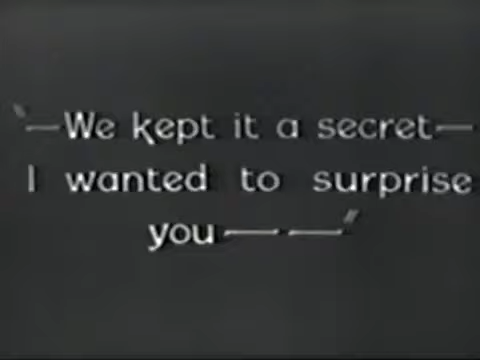 "—We kept it a secret—
I wanted to surprise
you— —"